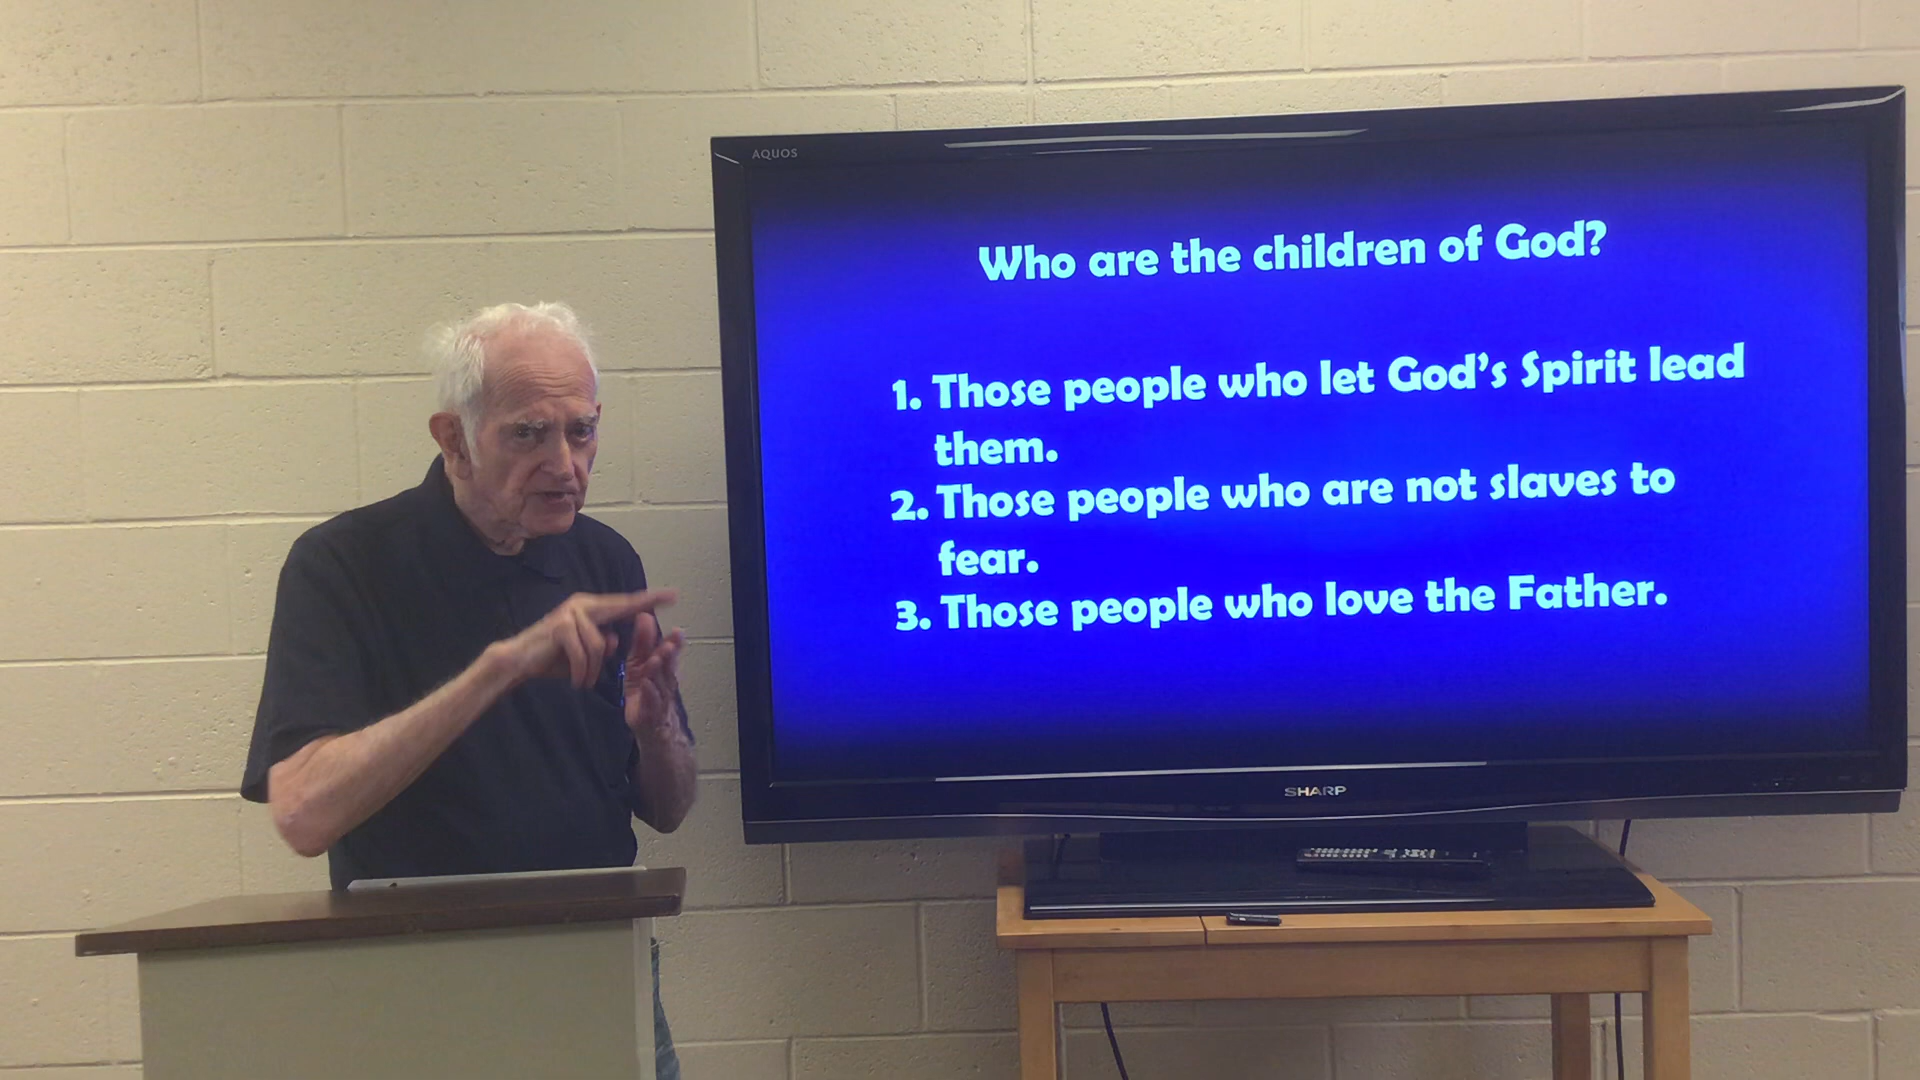 AQUOS
Who are the children of God?
1. Those people who let God's Spirit lead
them.
2. Those people who are not slaves to
fear.
3. Those people who love the Father.
SHARP